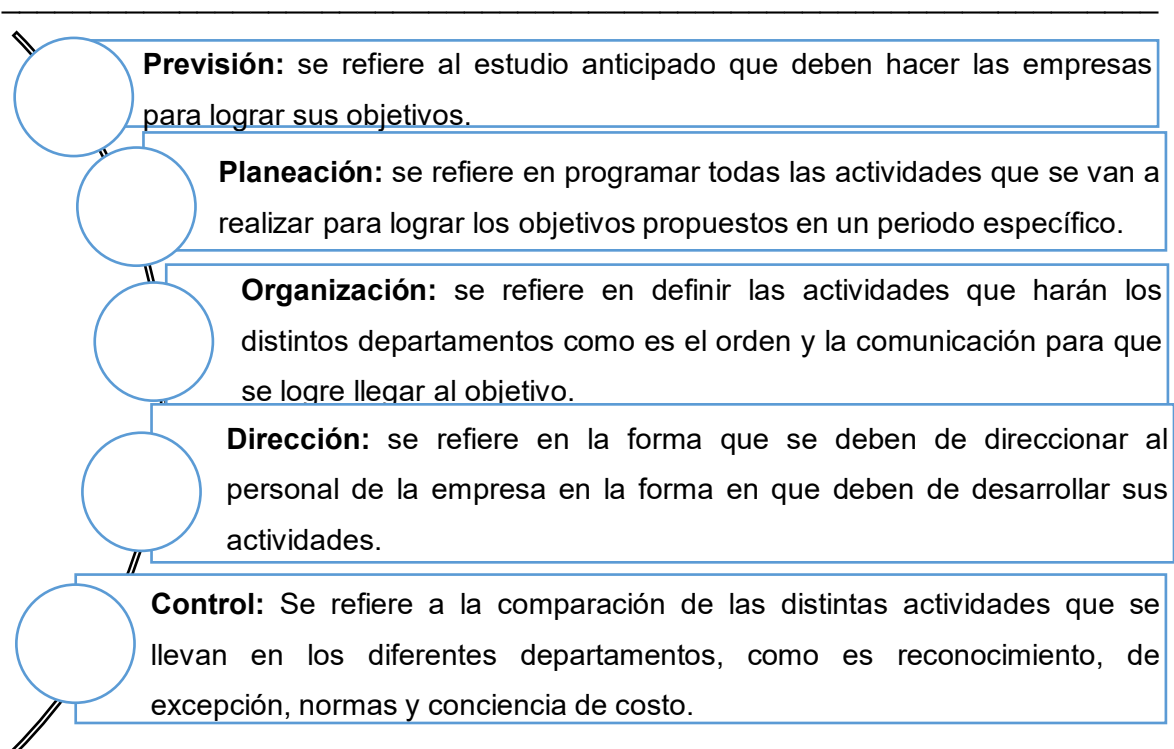 Previsión: se refiere al estudio anticipado que deben hacer las empresas
para lograr sus objetivos.
Planeación: se refiere en programar todas las actividades que se van a
realizar para lograr los objetivos propuestos en un periodo específico.
Organización: se refiere en definir las actividades que harán los
distintos departamentos como es el orden y la comunicación para que
se logre llegar al objetivo.
Dirección: se refiere en la forma que se deben de direccionar al
personal de la empresa en la forma en que deben de desarrollar sus
actividades.
Control: Se refiere a la comparación de las distintas actividades que se
llevan en los diferentes departamentos, como es reconocimiento, de
excepción, normas y conciencia de costo.